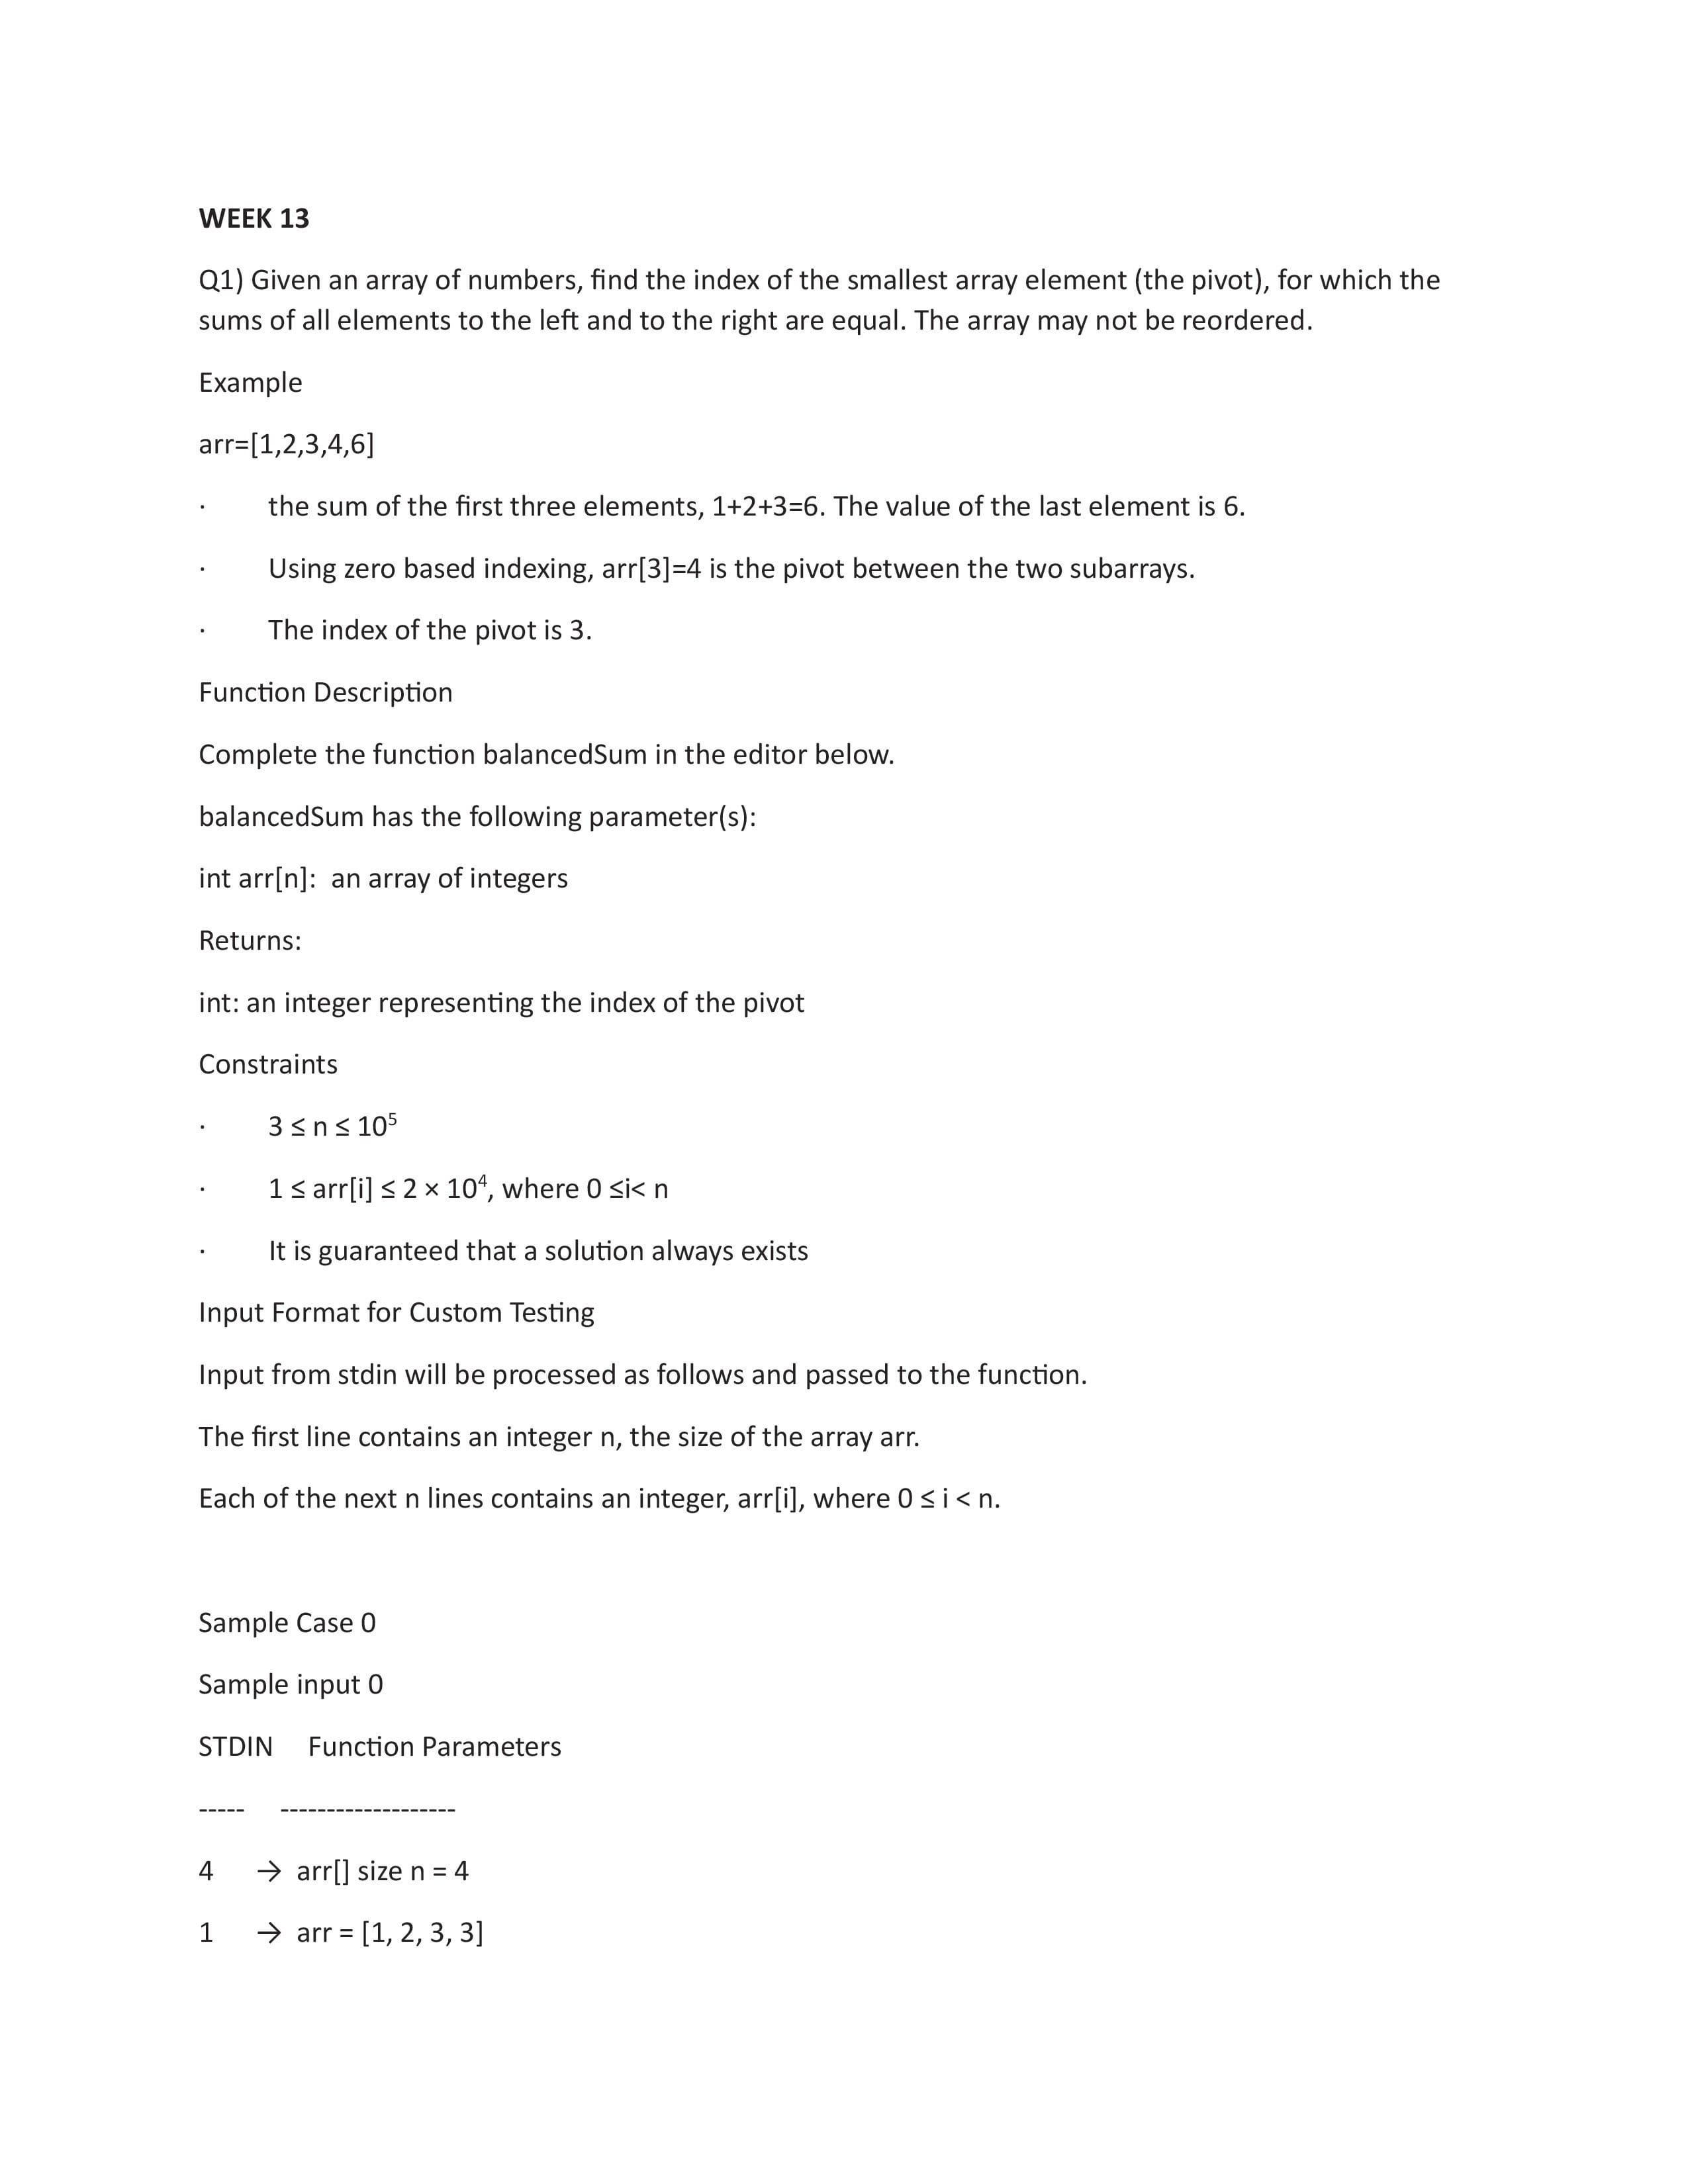 WEEK 13
Q1) Given an array of numbers, find the index of the smallest array element (the pivot), for which the
sums of all elements to the left and to the right are equal. The array may not be reordered.
Example
arr=[1,2,3,4,6]
· the sum of the first three elements, 1+2+3=6. The value of the last element is 6.
· Using zero based indexing, arr[3]=4 is the pivot between the two subarrays.
· The index of the pivot is 3.
Function Description
Complete the function balancedSum in the editor below.
balancedSum has the following parameter(s):
int arr[n]: an array of integers
Returns:
int: an integer representing the index of the pivot
Constraints
· 3 ≤ n ≤ 10⁵
· 1 ≤ arr[i] ≤ 2 × 10⁴, where 0 ≤i< n
· It is guaranteed that a solution always exists
Input Format for Custom Testing
Input from stdin will be processed as follows and passed to the function.
The first line contains an integer n, the size of the array arr.
Each of the next n lines contains an integer, arr[i], where 0 ≤ i < n.
Sample Case 0
Sample input 0
STDIN Function Parameters
----- -------------------
4 → arr[] size n = 4
1 → arr = [1, 2, 3, 3]